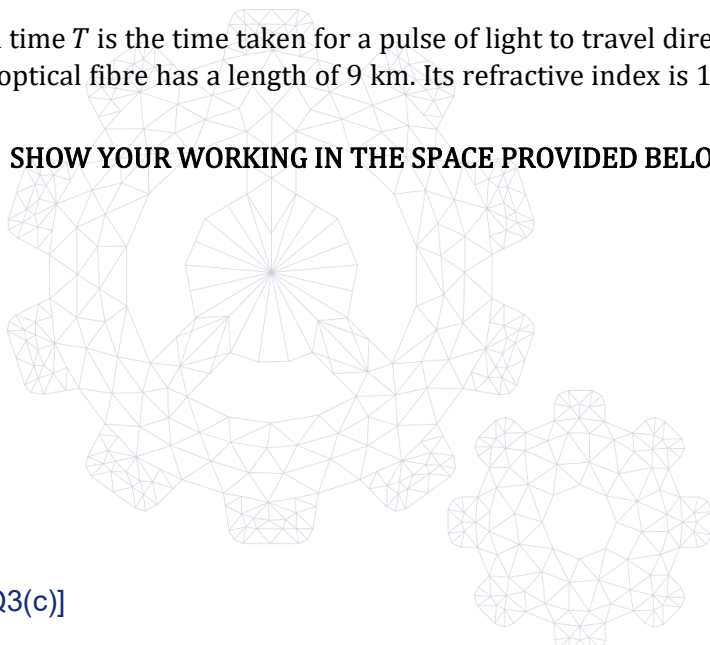 time T is the time taken for a pulse of light to travel dire
optical fibre has a length of 9 km. Its refractive index is 1
SHOW YOUR WORKING IN THE SPACE PROVIDED BELO
Q3(c)]